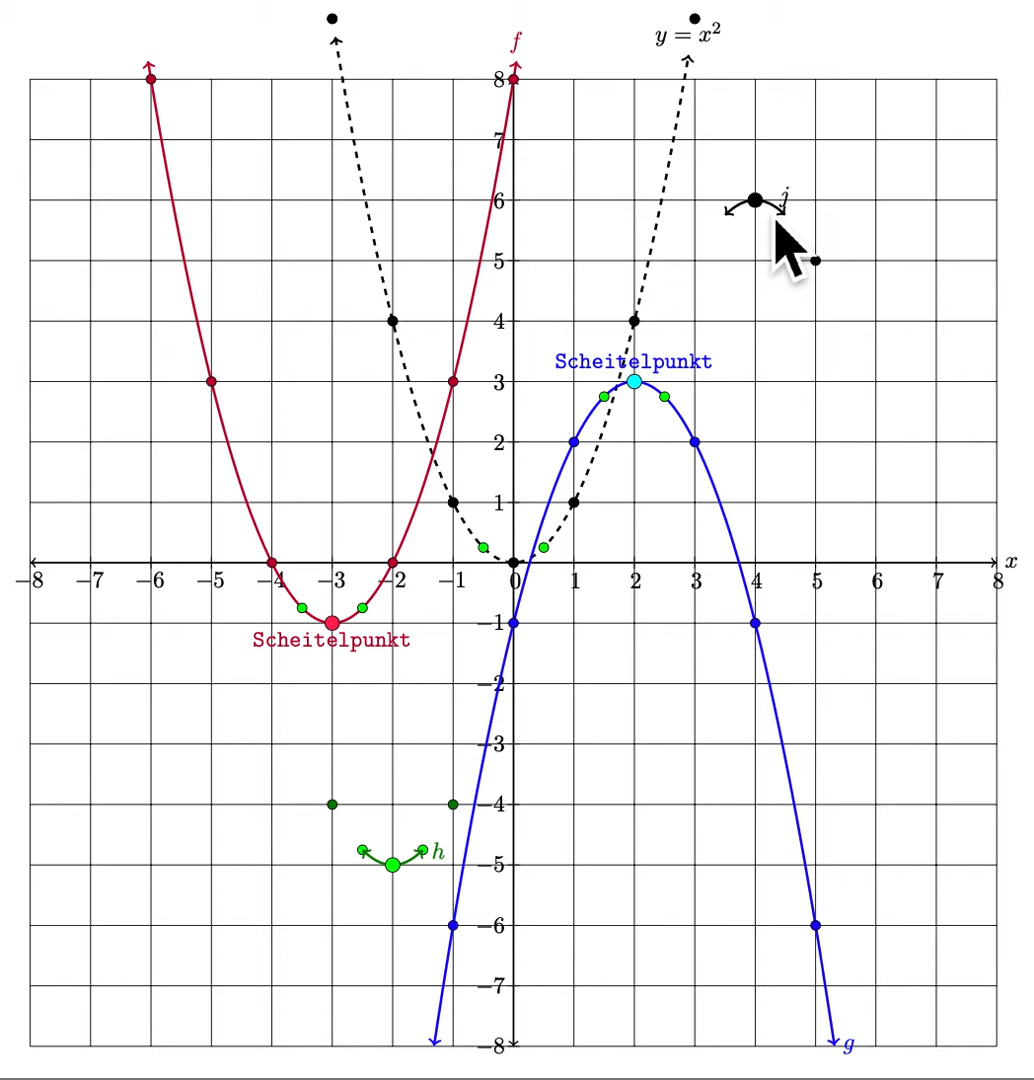 y = x²
f
8
7
6
j
5
4
Scheitelpunkt
3
2
1
x
−8 −7 −6 −5 −4 −3 −2 −1 0 1 2 3 4 5 6 7 8
−1
Scheitelpunkt
−2
−3
−4
h
−5
−6
−7
−8
g